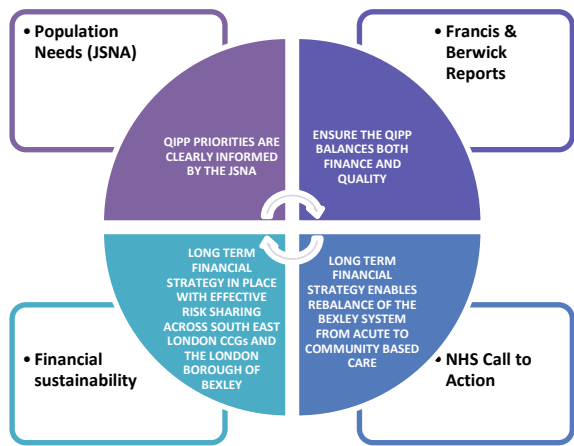 • Population
Needs (JSNA)
• Francis &
Berwick
Reports
QIPP PRIORITIES ARE
CLEARLY INFORMED
BY THE JSNA
ENSURE THE QIPP
BALANCES BOTH
FINANCE AND
QUALITY
LONG TERM
FINANCIAL
STRATEGY IN PLACE
WITH EFFECTIVE
RISK SHARING
ACROSS SOUTH EAST
LONDON CCGs AND
THE LONDON
BOROUGH OF
BEXLEY
LONG TERM
FINANCIAL
STRATEGY ENABLES
REBALANCE OF THE
BEXLEY SYSTEM
FROM ACUTE TO
COMMUNITY BASED
CARE
• Financial
sustainability
• NHS Call to
Action